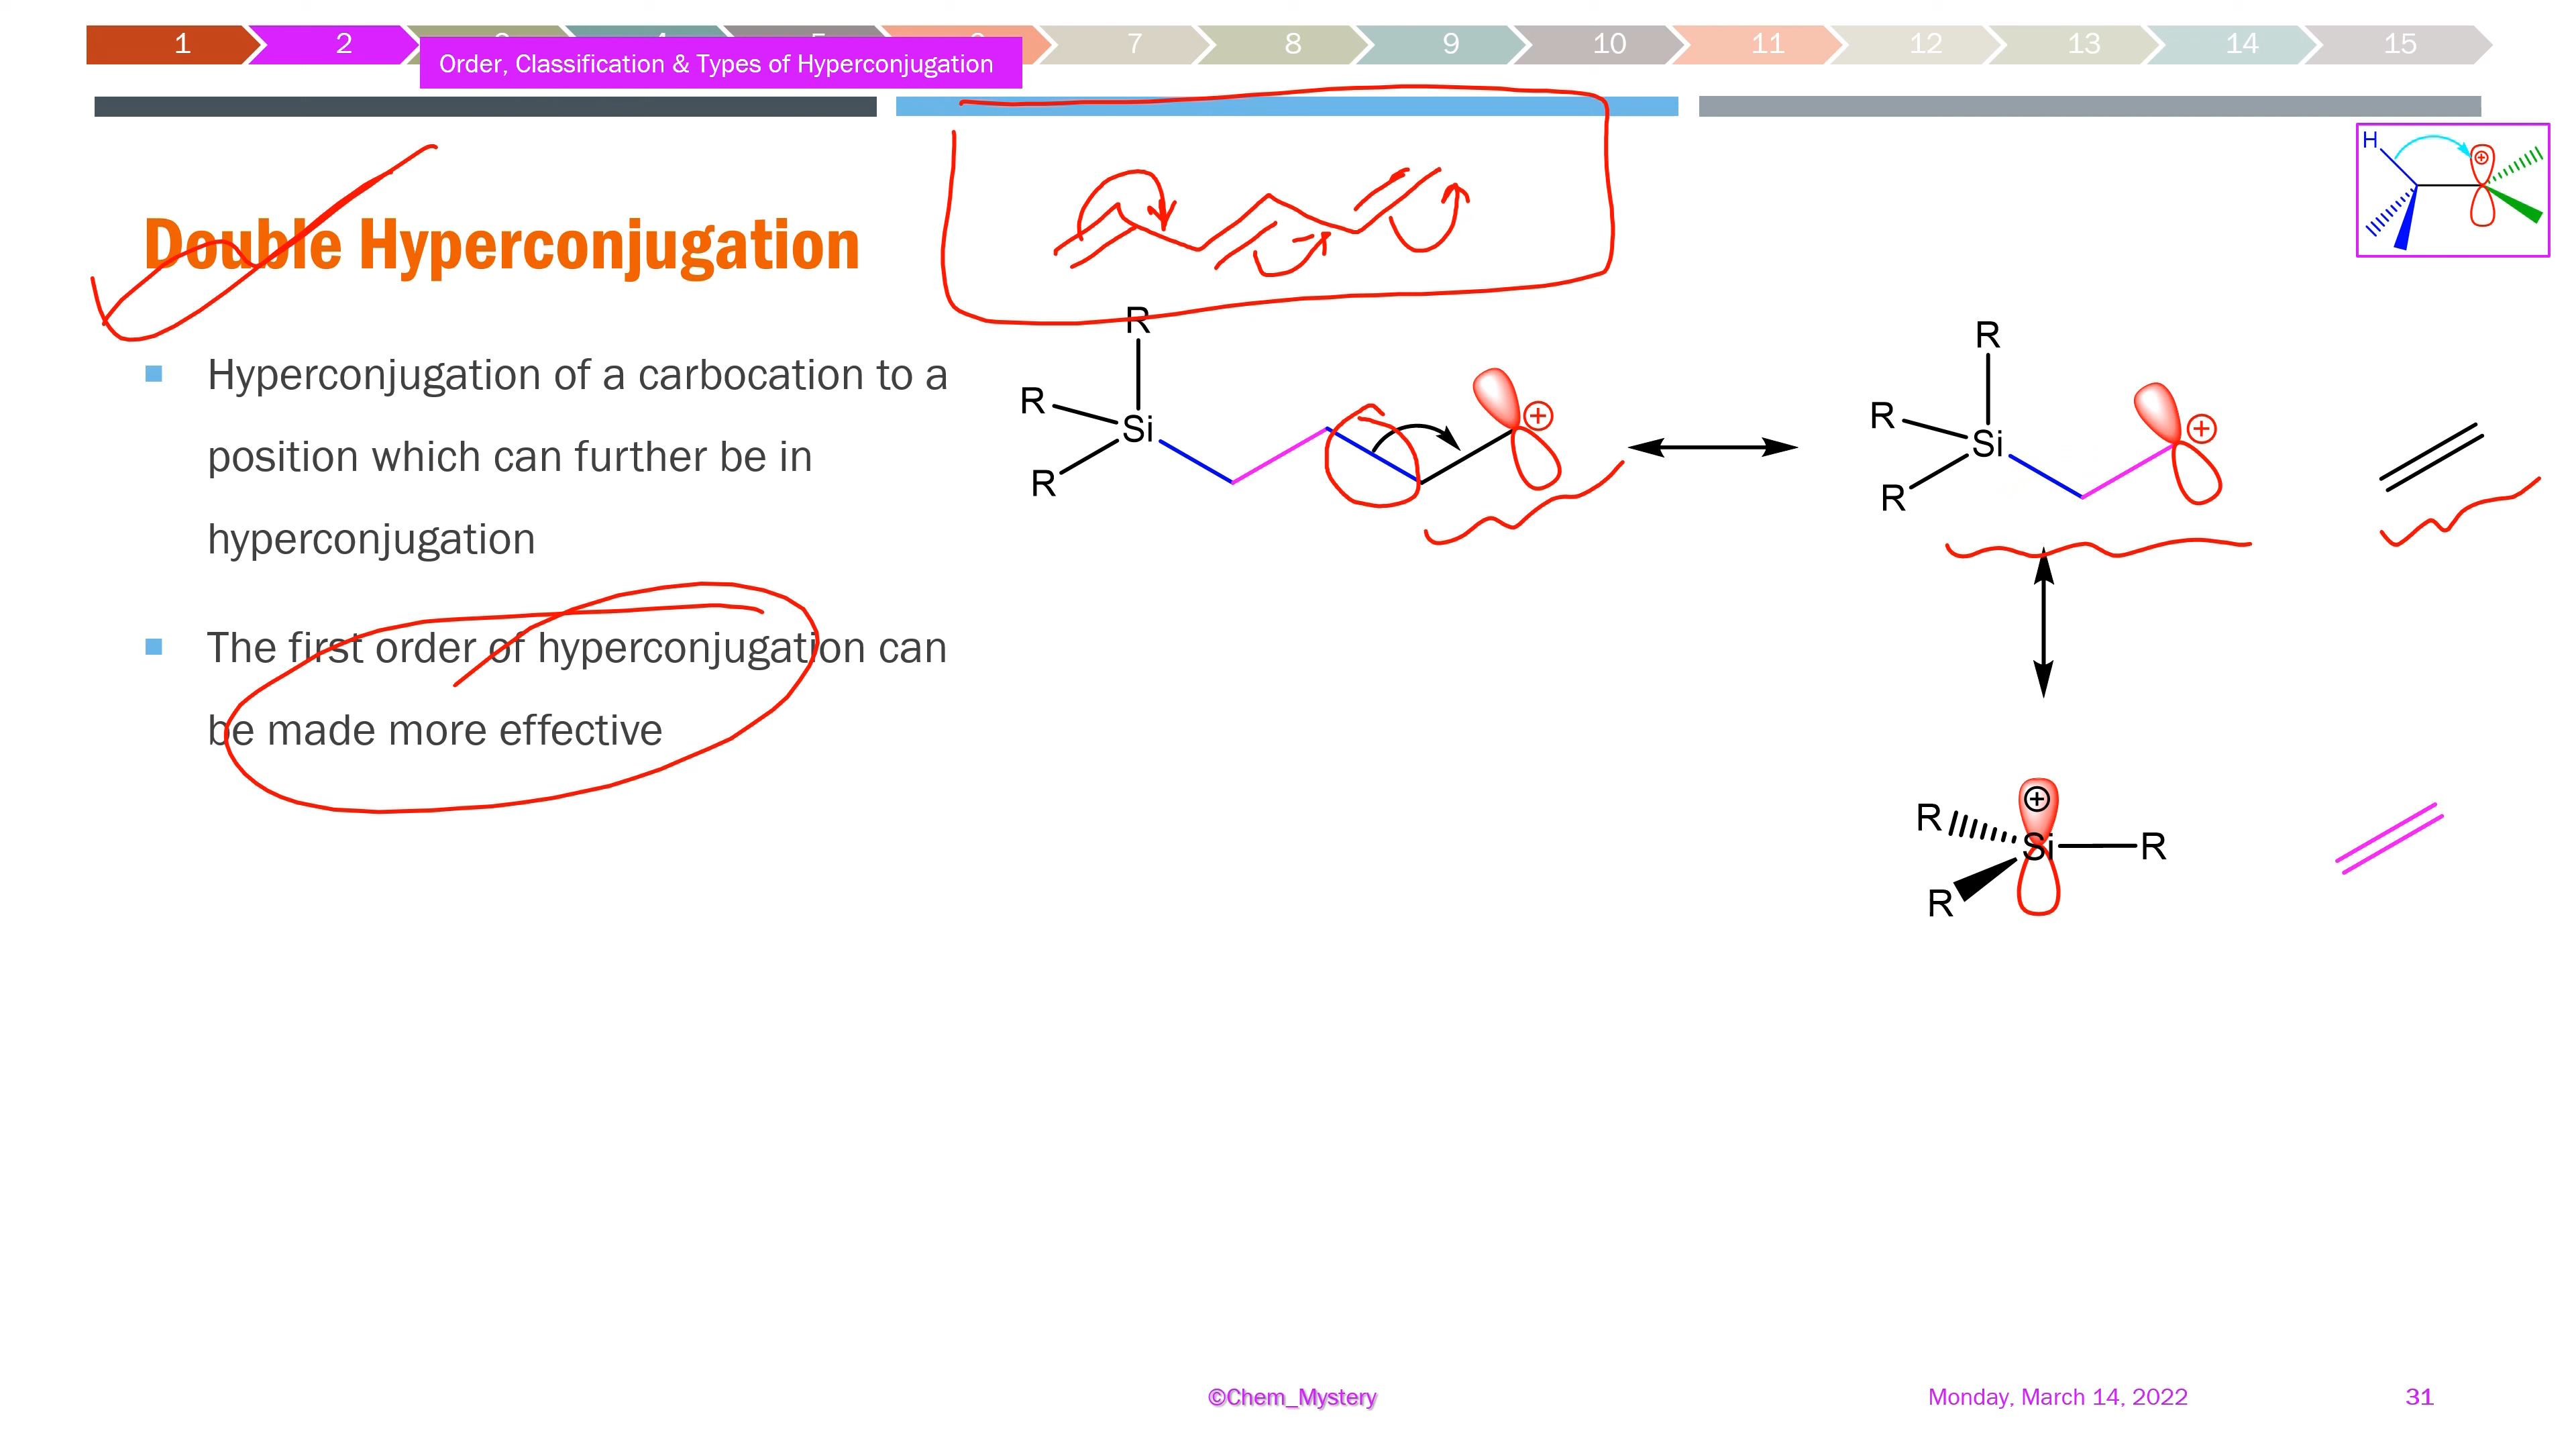 1 2 7 8 9 10 11 12 13 14 15
Order, Classification & Types of Hyperconjugation
H
Double Hyperconjugation
Hyperconjugation of a carbocation to a
position which can further be in
hyperconjugation
The first order of hyperconjugation can
be made more effective
R
R
Si
R
R
R
Si
R
R
Si
R
R
©Chem_Mystery
Monday, March 14, 2022
31